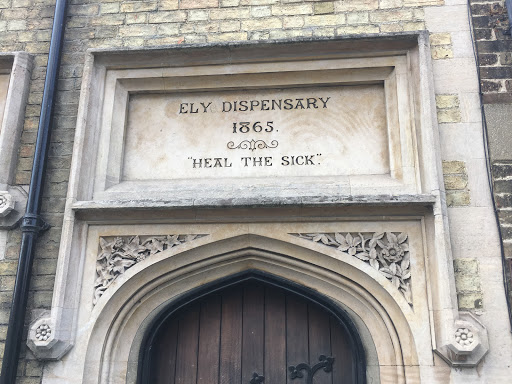 ELY DISPENSARY
1865.
"HEAL THE SICK".